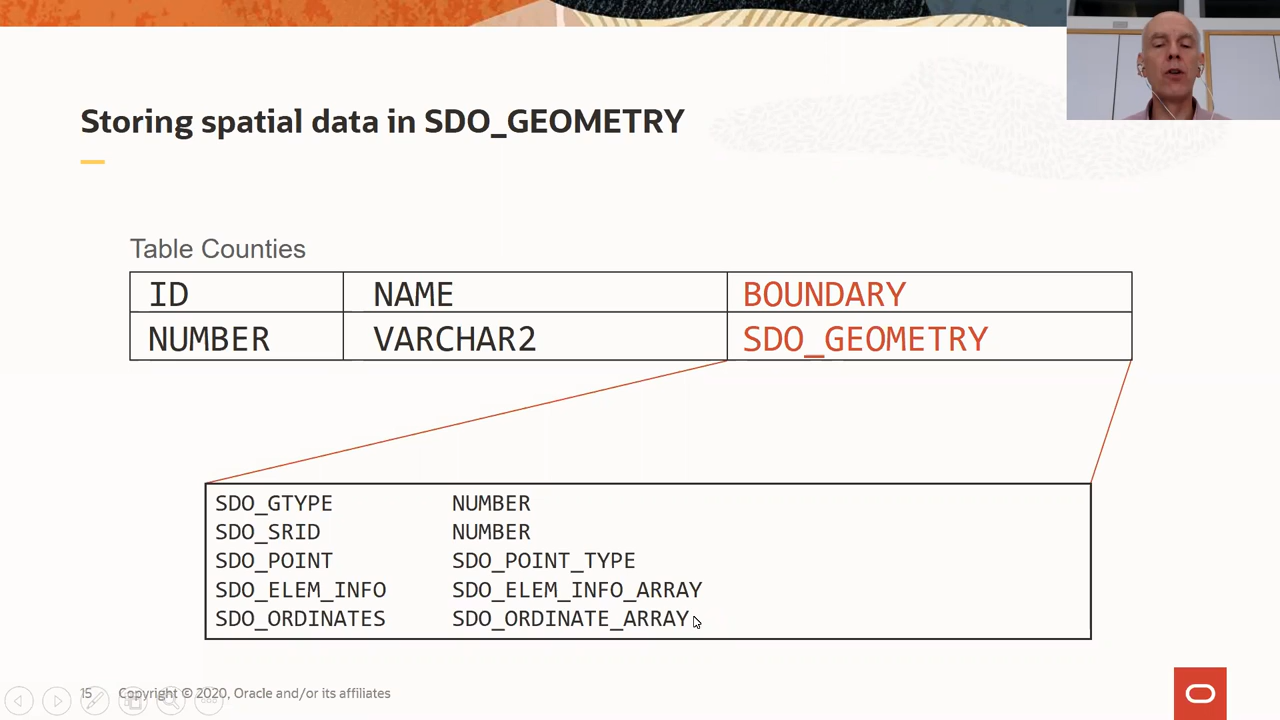 Storing spatial data in SDO_GEOMETRY
Table Counties
ID NAME BOUNDARY
NUMBER VARCHAR2 SDO_GEOMETRY
SDO_GTYPE NUMBER
SDO_SRID NUMBER
SDO_POINT SDO_POINT_TYPE
SDO_ELEM_INFO SDO_ELEM_INFO_ARRAY
SDO_ORDINATES SDO_ORDINATE_ARRAY
15 Copyright © 2020, Oracle and/or its affiliates